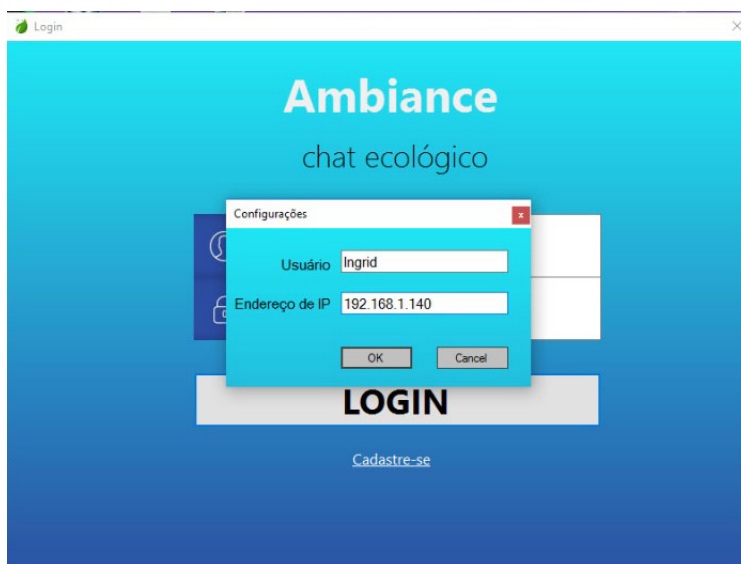 Login
Ambiance
chat ecológico
Configurações
x
Usuário Ingrid
Endereço de IP 192.168.1.140
OK Cancel
LOGIN
Cadastre-se